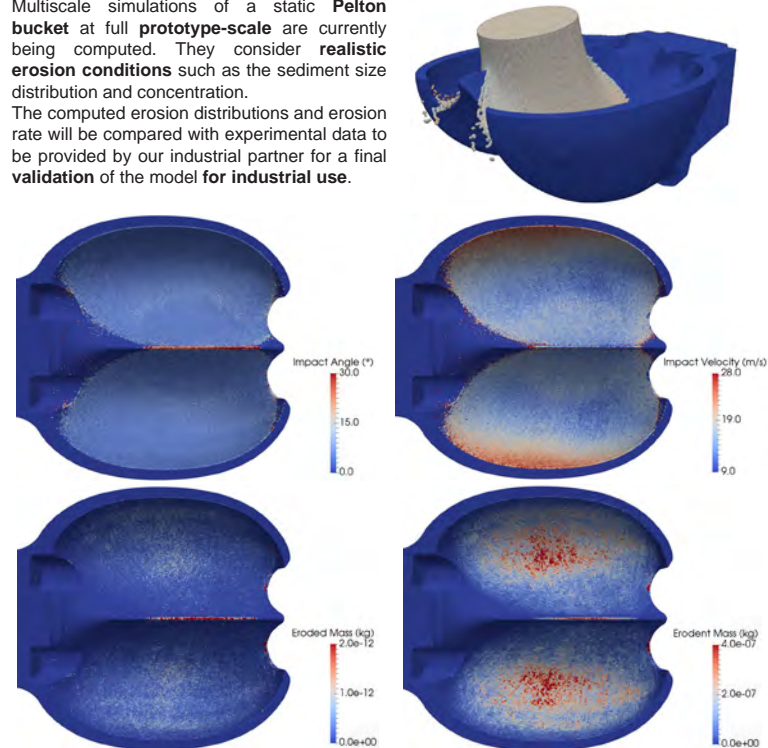 Multiscale simulations of a static Pelton
bucket at full prototype-scale are currently
being computed. They consider realistic
erosion conditions such as the sediment size
distribution and concentration.
The computed erosion distributions and erosion
rate will be compared with experimental data to
be provided by our industrial partner for a final
validation of the model for industrial use.
Impact Angle (°)
30.0
15.0
0.0
Impact Velocity (m/s)
28.0
19.0
9.0
Eroded Mass (kg)
2.0e-12
1.0e-12
0.0e+00
Erodent Mass (kg)
4.0e-07
2.0e-07
0.0e+00